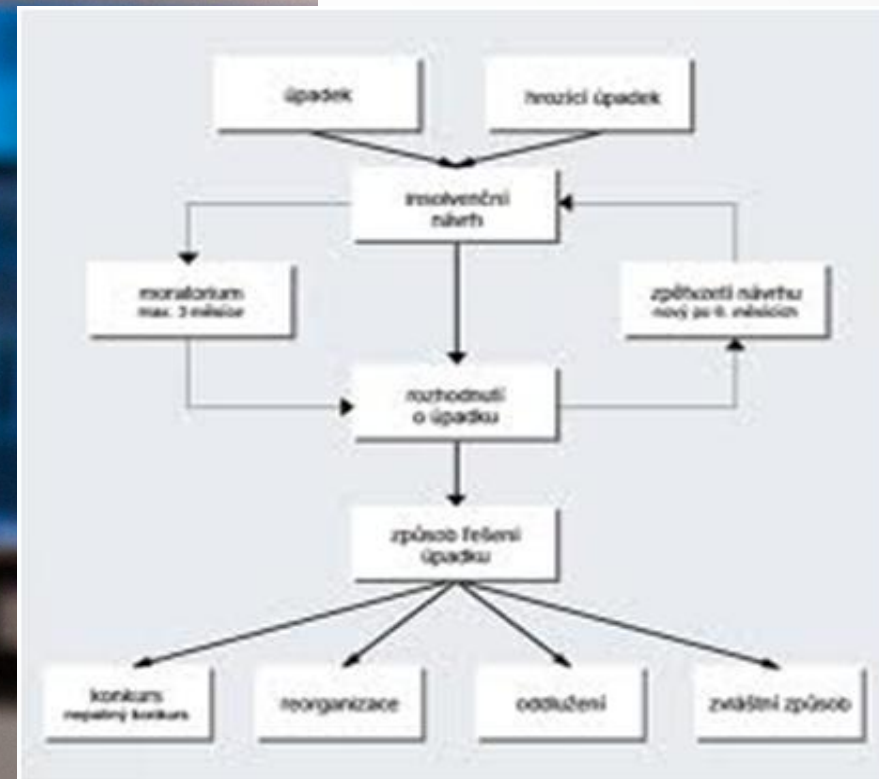 úpadek
hrozící úpadek
insolvenční
návrh
moratorium
max. 3 měsíce
zpětvzetí návrhu
nový po 6. měsících
rozhodnutí
o úpadku
způsob řešení
úpadku
konkurs
nepatrný konkurs
reorganizace
oddlužení
zvláštní způsob